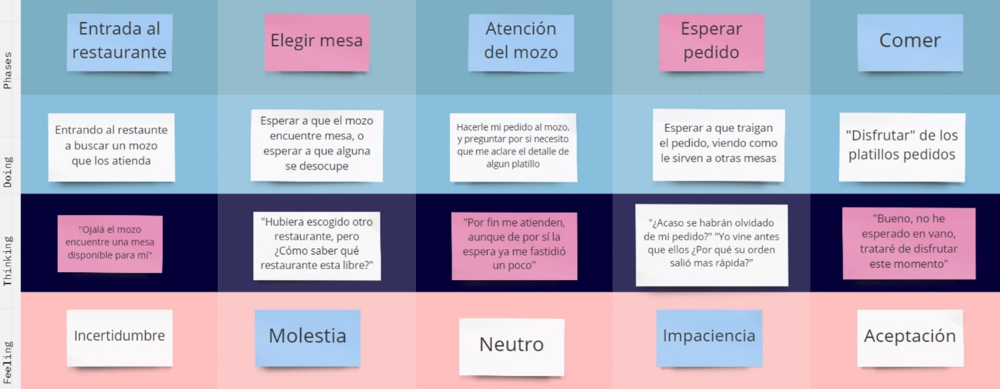 Phases
Entrada al
restaurante
Elegir mesa
Atención
del mozo
Esperar
pedido
Comer
Doing
Entrando al restaunte
a buscar un mozo
que los atienda
Esperar a que el mozo
encuentre mesa, o
esperar a que alguna
se desocupe
Hacerle mi pedido al mozo,
y preguntar por si necesito
que me aclare el detalle de
algun platillo
Esperar a que traigan
el pedido, viendo como
le sirven a otras mesas
"Disfrutar" de los
platillos pedidos
Thinking
"Ojalá el mozo
encuentre una mesa
disponible para mí"
"Hubiera escogido otro
restaurante, pero
¿Cómo saber qué
restaurante esta libre?"
"Por fin me atienden,
aunque de por sí la
espera ya me fastidió
un poco"
"¿Acaso se habrán olvidado
de mi pedido?" "Yo vine antes
que ellos ¿Por qué su orden
salió mas rápida?"
"Bueno, no he
esperado en vano,
trataré de disfrutar
este momento"
Feeling
Incertidumbre
Molestia
Neutro
Impaciencia
Aceptación